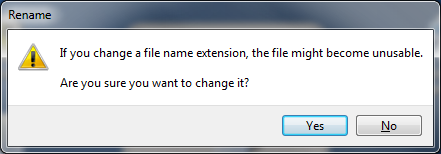 Rename
If you change a file name extension, the file might become unusable.
Are you sure you want to change it?
Yes
No